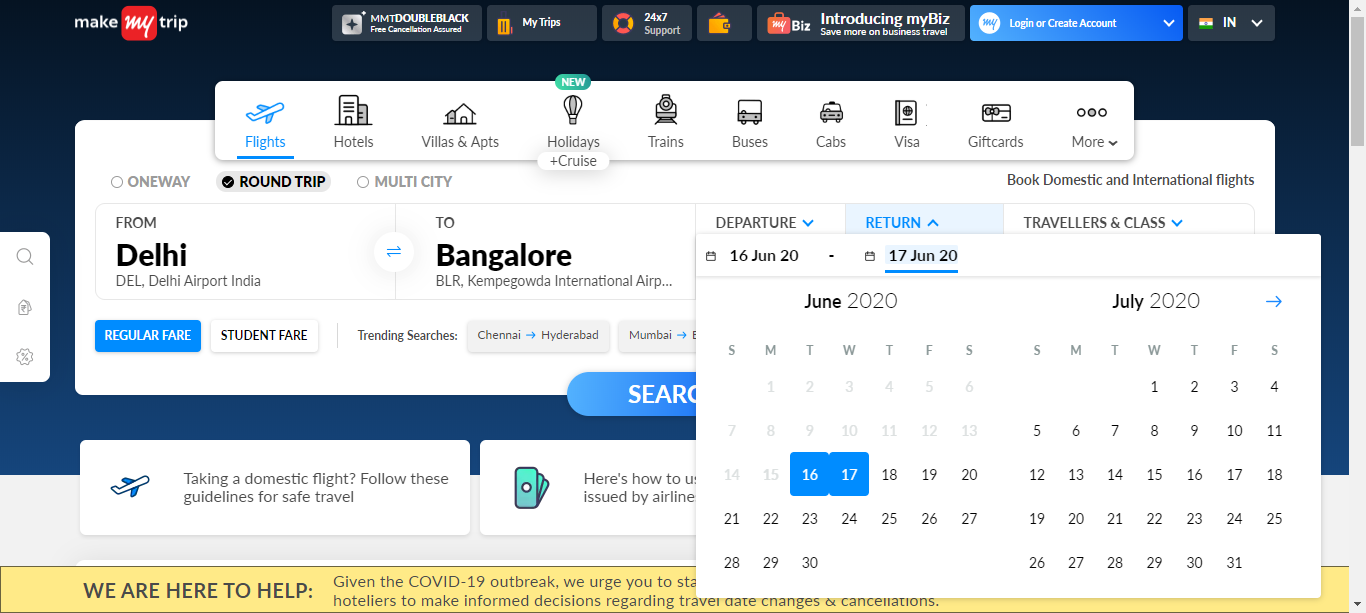 make my trip
MMTDOUBLEBLACK
Free Cancellation Assured
My Trips
24x7
Support
my Biz
Introducing myBiz
Save more on business travel
my
Login or Create Account
IN
NEW
Flights
Hotels
Villas & Apts
Holidays
+Cruise
Trains
Buses
Cabs
Visa
Giftcards
More
ONEWAY
ROUND TRIP
MULTI CITY
Book Domestic and International flights
FROM
Delhi
DEL, Delhi Airport India
TO
Bangalore
BLR, Kempegowda International Airp...
DEPARTURE
RETURN
TRAVELLERS & CLASS
16 Jun 20 - 17 Jun 20
June 2020
S M T W T F S
1 2 3 4 5 6
7 8 9 10 11 12 13
14 15 16 17 18 19 20
21 22 23 24 25 26 27
28 29 30
July 2020
S M T W T F S
1 2 3 4
5 6 7 8 9 10 11
12 13 14 15 16 17 18
19 20 21 22 23 24 25
26 27 28 29 30 31
REGULAR FARE
STUDENT FARE
Trending Searches:
Chennai → Hyderabad
Mumbai →
SEARC
Taking a domestic flight? Follow these
guidelines for safe travel
Here's how to us
issued by airline
WE ARE HERE TO HELP:
Given the COVID-19 outbreak, we urge you to sta
hoteliers to make informed decisions regarding travel date changes & cancellations.